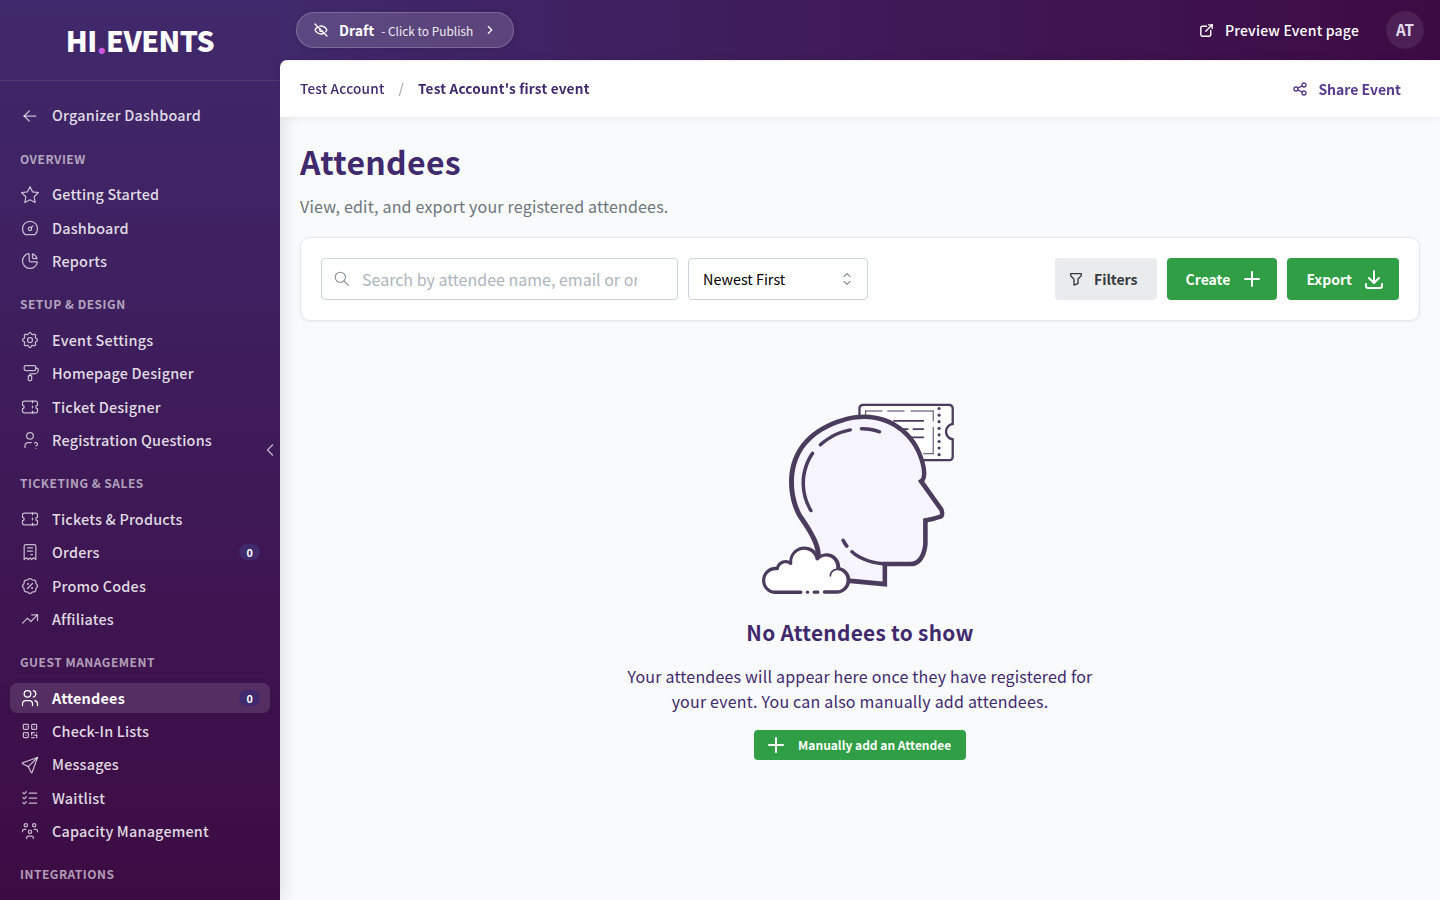 HI.EVENTS
Draft - Click to Publish
Preview Event page
AT
Test Account / Test Account's first event
Share Event
Organizer Dashboard
OVERVIEW
Getting Started
Dashboard
Reports
SETUP & DESIGN
Event Settings
Homepage Designer
Ticket Designer
Registration Questions
TICKETING & SALES
Tickets & Products
Orders 0
Promo Codes
Affiliates
GUEST MANAGEMENT
Attendees 0
Check-In Lists
Messages
Waitlist
Capacity Management
INTEGRATIONS
Attendees
View, edit, and export your registered attendees.
Search by attendee name, email or or
Newest First
Filters
Create
Export
No Attendees to show
Your attendees will appear here once they have registered for
your event. You can also manually add attendees.
Manually add an Attendee